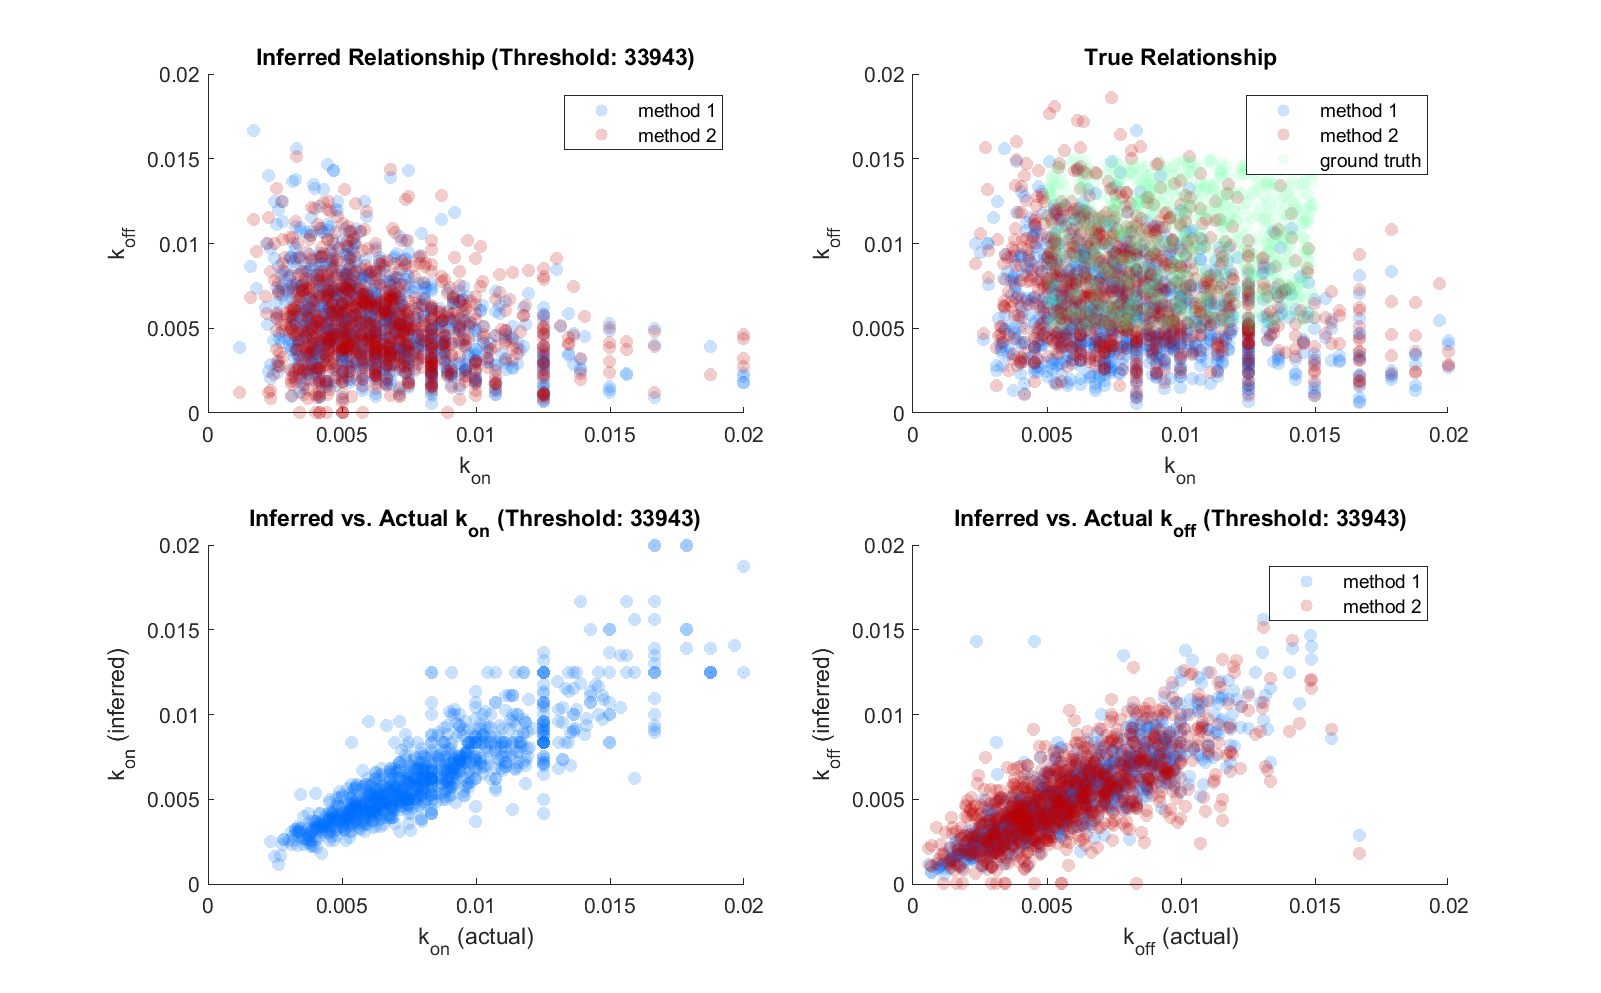 Inferred Relationship (Threshold: 33943)
0.02
0.015
0.01
0.005
0
k_off
method 1
method 2
0 0.005 0.01 0.015 0.02
k_on
True Relationship
0.02
0.015
0.01
0.005
0
k_off
method 1
method 2
ground truth
0 0.005 0.01 0.015 0.02
k_on
Inferred vs. Actual k_on (Threshold: 33943)
0.02
0.015
0.01
0.005
0
k_on (inferred)
0 0.005 0.01 0.015 0.02
k_on (actual)
Inferred vs. Actual k_off (Threshold: 33943)
0.02
0.015
0.01
0.005
0
k_off (inferred)
method 1
method 2
0 0.005 0.01 0.015 0.02
k_off (actual)